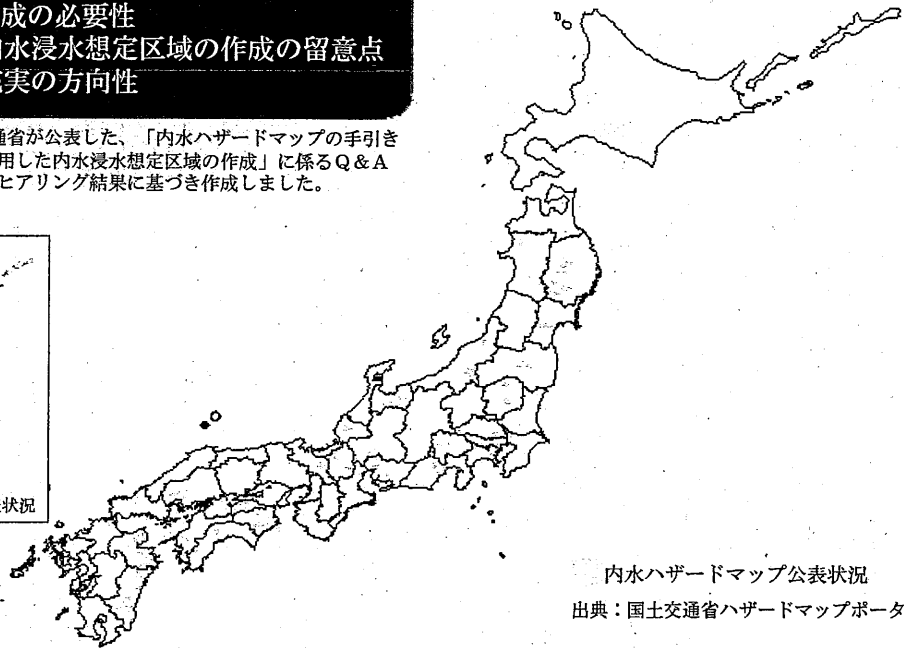 成の必要性
内水浸水想定区域の作成の留意点
充実の方向性
通省が公表した、「内水ハザードマップの手引き
用した内水浸水想定区域の作成」に係るＱ＆Ａ
ヒアリング結果に基づき作成しました。
状況
内水ハザードマップ公表状況
出典：国土交通省ハザードマップポータ